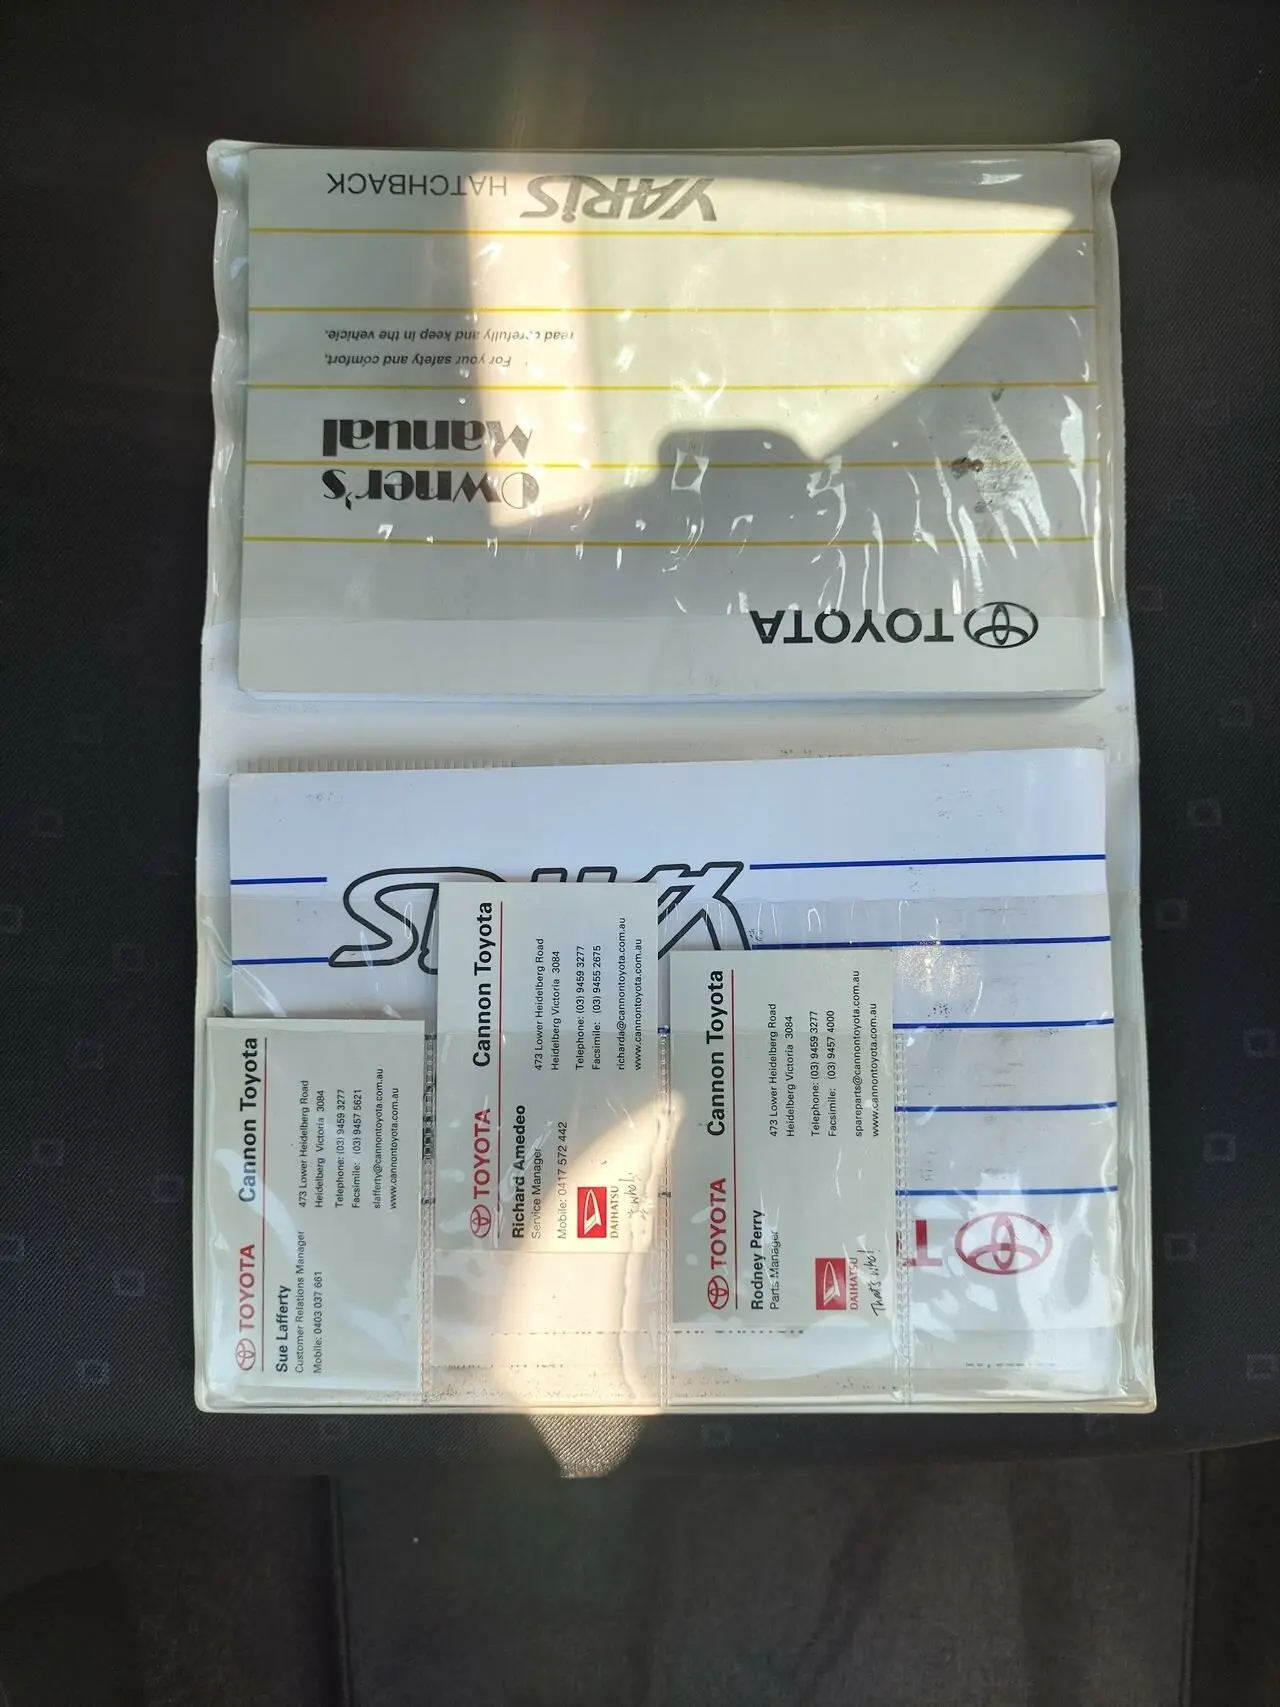 TOYOTA
Owner's
Manual
For your safety and comfort,
read carefully and keep in the vehicle.
YARIS HATCHBACK
YARIS
T
TOYOTA Cannon Toyota
Sue Lafferty
Customer Relations Manager
Mobile: 0403 037 661
473 Lower Heidelberg Road
Heidelberg Victoria 3084
Telephone: (03) 9459 3277
Facsimile: (03) 9457 5621
slafferty@cannontoyota.com.au
www.cannontoyota.com.au
TOYOTA Cannon Toyota
Richard Amedeo
Service Manager
Mobile: 0417 572 442
473 Lower Heidelberg Road
Heidelberg Victoria 3084
Telephone: (03) 9459 3277
Facsimile: (03) 9455 2675
richarda@cannontoyota.com.au
www.cannontoyota.com.au
DAIHATSU
TOYOTA Cannon Toyota
Rodney Perry
Parts Manager
473 Lower Heidelberg Road
Heidelberg Victoria 3084
Telephone: (03) 9459 3277
Facsimile: (03) 9457 4000
spareparts@cannontoyota.com.au
www.cannontoyota.com.au
DAIHATSU
That's